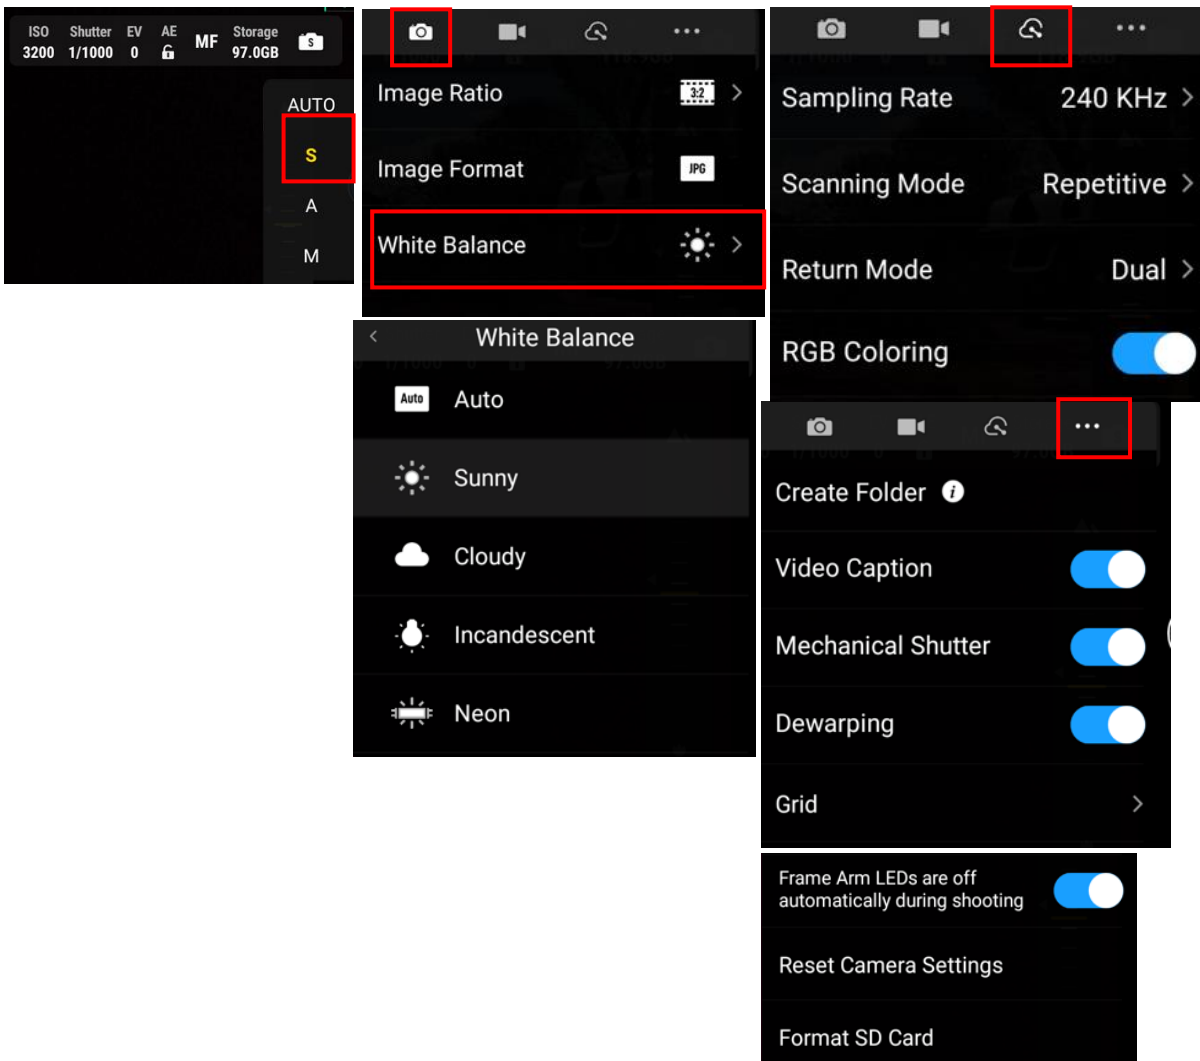 ISO Shutter EV AE MF Storage S
3200 1/1000 0 97.0GB
AUTO
S
A
M
Image Ratio 3:2
Image Format JPG
White Balance
White Balance
Auto Auto
Sunny
Cloudy
Incandescent
Neon
Sampling Rate 240 KHz
Scanning Mode Repetitive
Return Mode Dual
RGB Coloring
Create Folder i
Video Caption
Mechanical Shutter
Dewarping
Grid
Frame Arm LEDs are off
automatically during shooting
Reset Camera Settings
Format SD Card